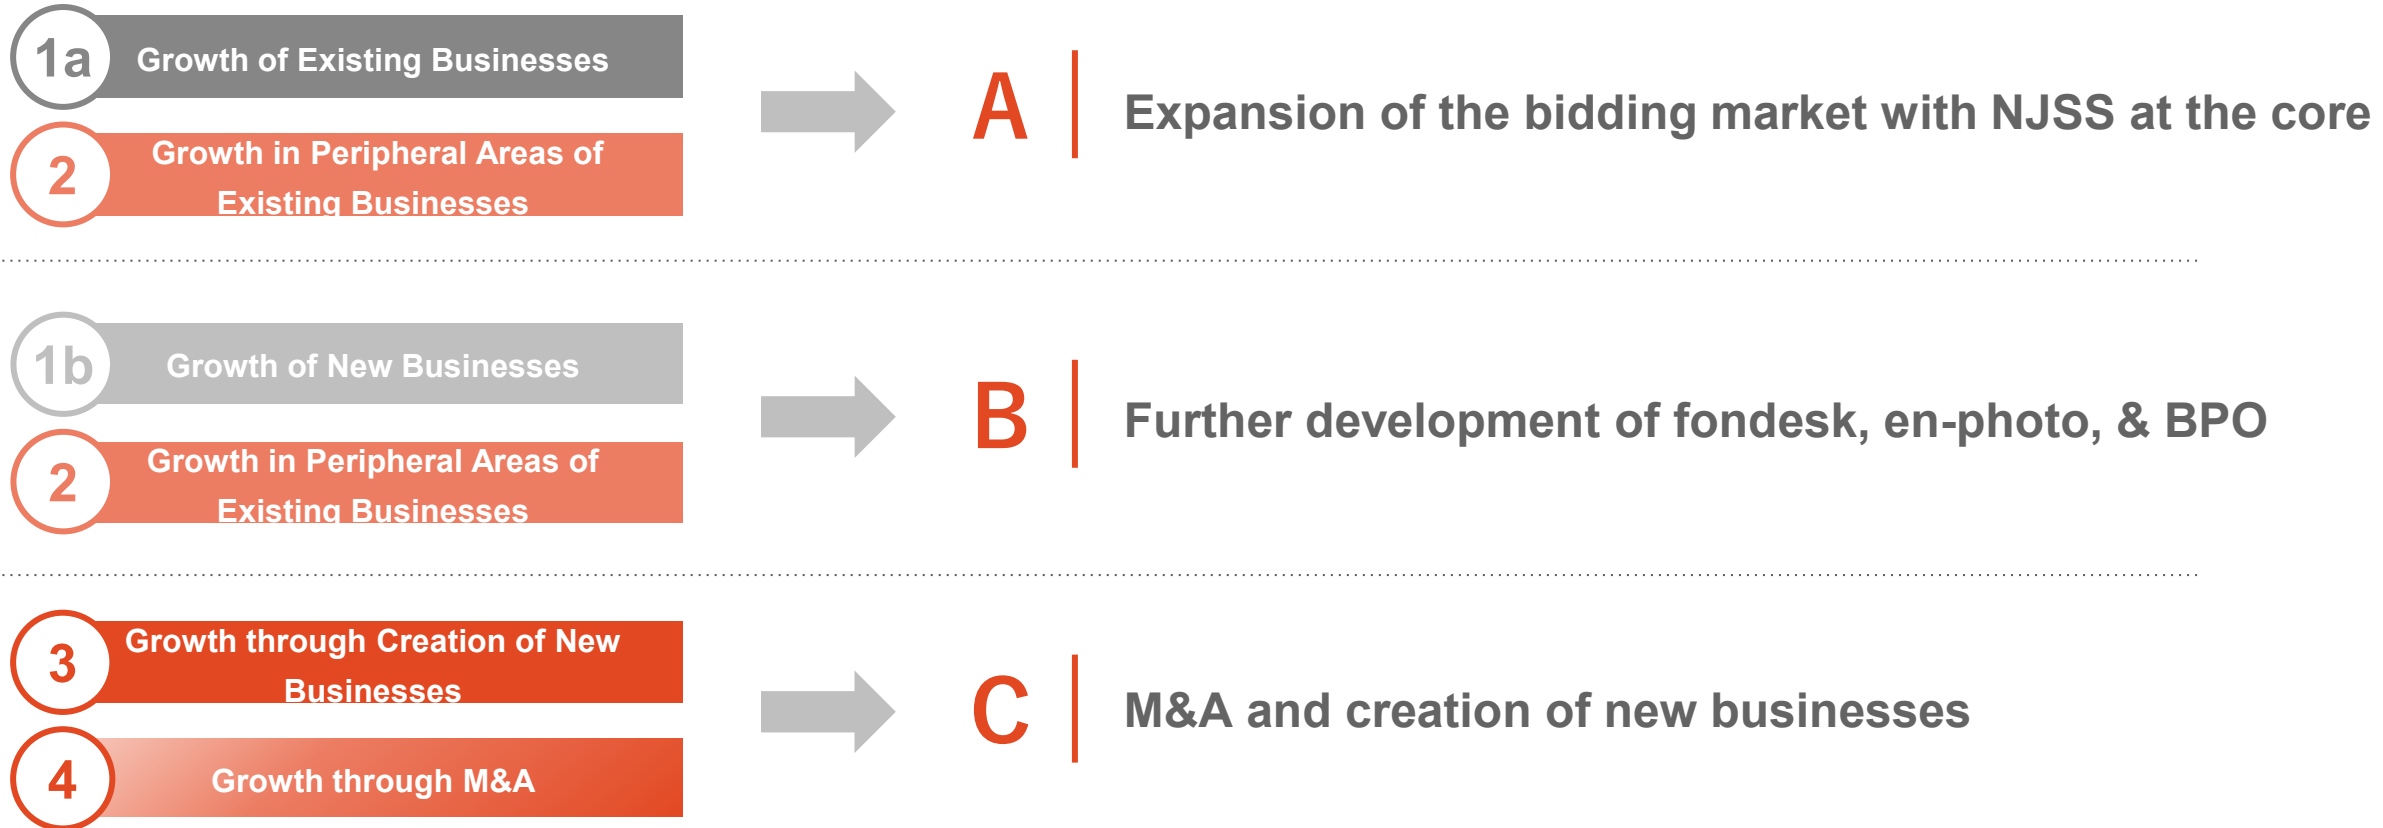 1a
Growth of Existing Businesses
2
Growth in Peripheral Areas of
Existing Businesses
A
Expansion of the bidding market with NJSS at the core
1b
Growth of New Businesses
2
Growth in Peripheral Areas of
Existing Businesses
B
Further development of fondesk, en-photo, & BPO
3
Growth through Creation of New
Businesses
4
Growth through M&A
C
M&A and creation of new businesses